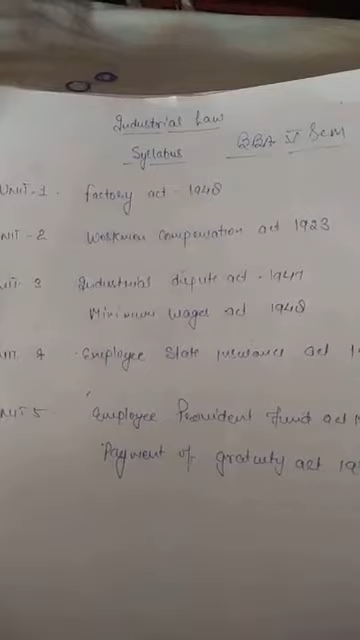 Industrial Law
BBA V Sem
Syllabus
UNIT-1. factory act - 1948
UNIT-2 Workmen compensation act 1923
UNIT 3 Industrial dispute act - 1947
Minimum wages act 1948
UNIT 4 Employee State insurance act 1
UNIT 5 Employee Provident Fund act
Payment of gratuity act 19